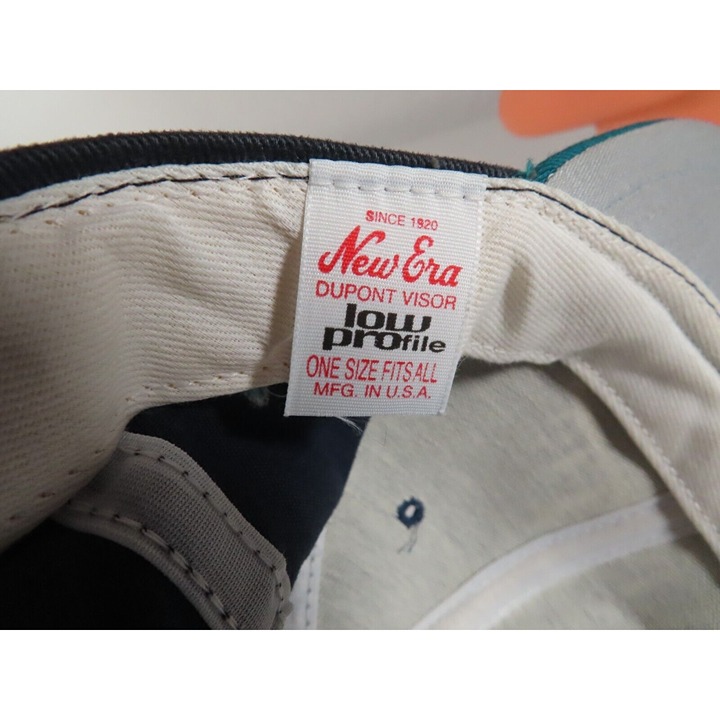 SINCE 1920
New Era
DUPONT VISOR
low
profile
ONE SIZE FITS ALL
MFG. IN U.S.A.